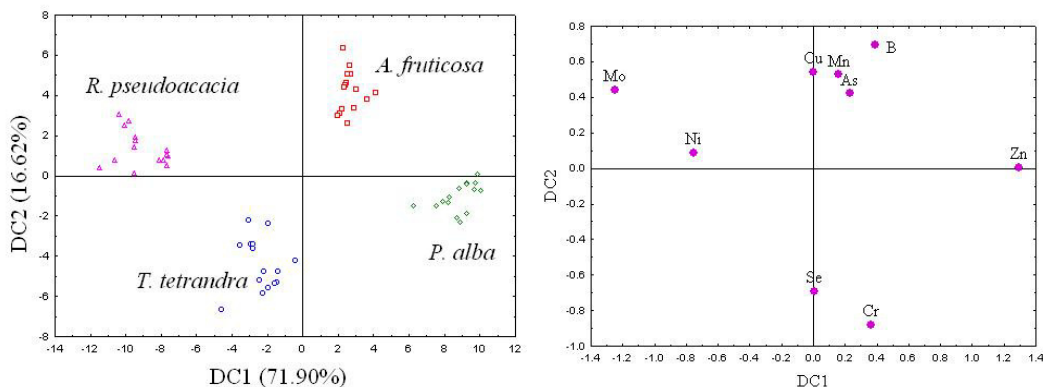 8
6
4
2
0
-2
-4
-6
-8
DC2 (16.62%)
A. fruticosa
R. pseudoacacia
T. tetrandra
P. alba
-14 -12 -10 -8 -6 -4 -2 0 2 4 6 8 10 12
DC1 (71.90%)
0.8
0.6
0.4
0.2
0.0
-0.2
-0.4
-0.6
-0.8
-1.0
DC2
B
Cu Mn
As
Mo
Ni
Zn
Se
Cr
-1.4 -1.2 -1.0 -0.8 -0.6 -0.4 -0.2 0.0 0.2 0.4 0.6 0.8 1.0 1.2 1.4
DC1